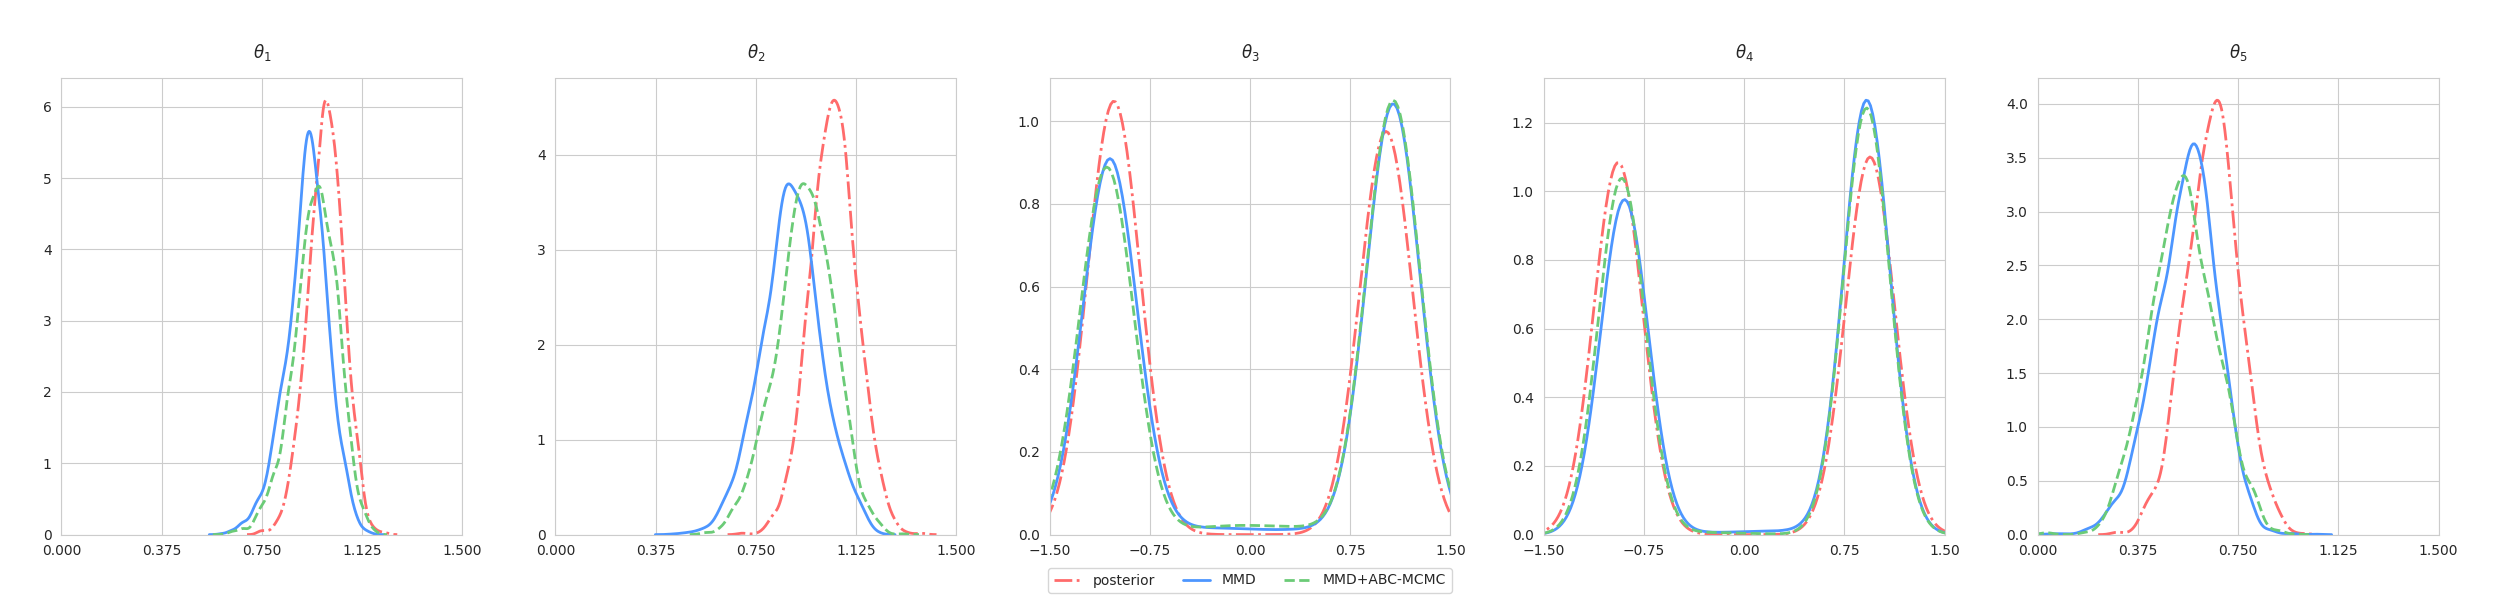 θ1 θ2 θ3 θ4 θ5
6 5 4 3 2 1 0
0.000 0.375 0.750 1.125 1.500
4 3 2 1 0
0.000 0.375 0.750 1.125 1.500
1.0 0.8 0.6 0.4 0.2 0.0
−1.50 −0.75 0.00 0.75 1.50
1.2 1.0 0.8 0.6 0.4 0.2 0.0
−1.50 −0.75 0.00 0.75 1.50
4.0 3.5 3.0 2.5 2.0 1.5 1.0 0.5 0.0
0.000 0.375 0.750 1.125 1.500
posterior MMD MMD+ABC-MCMC